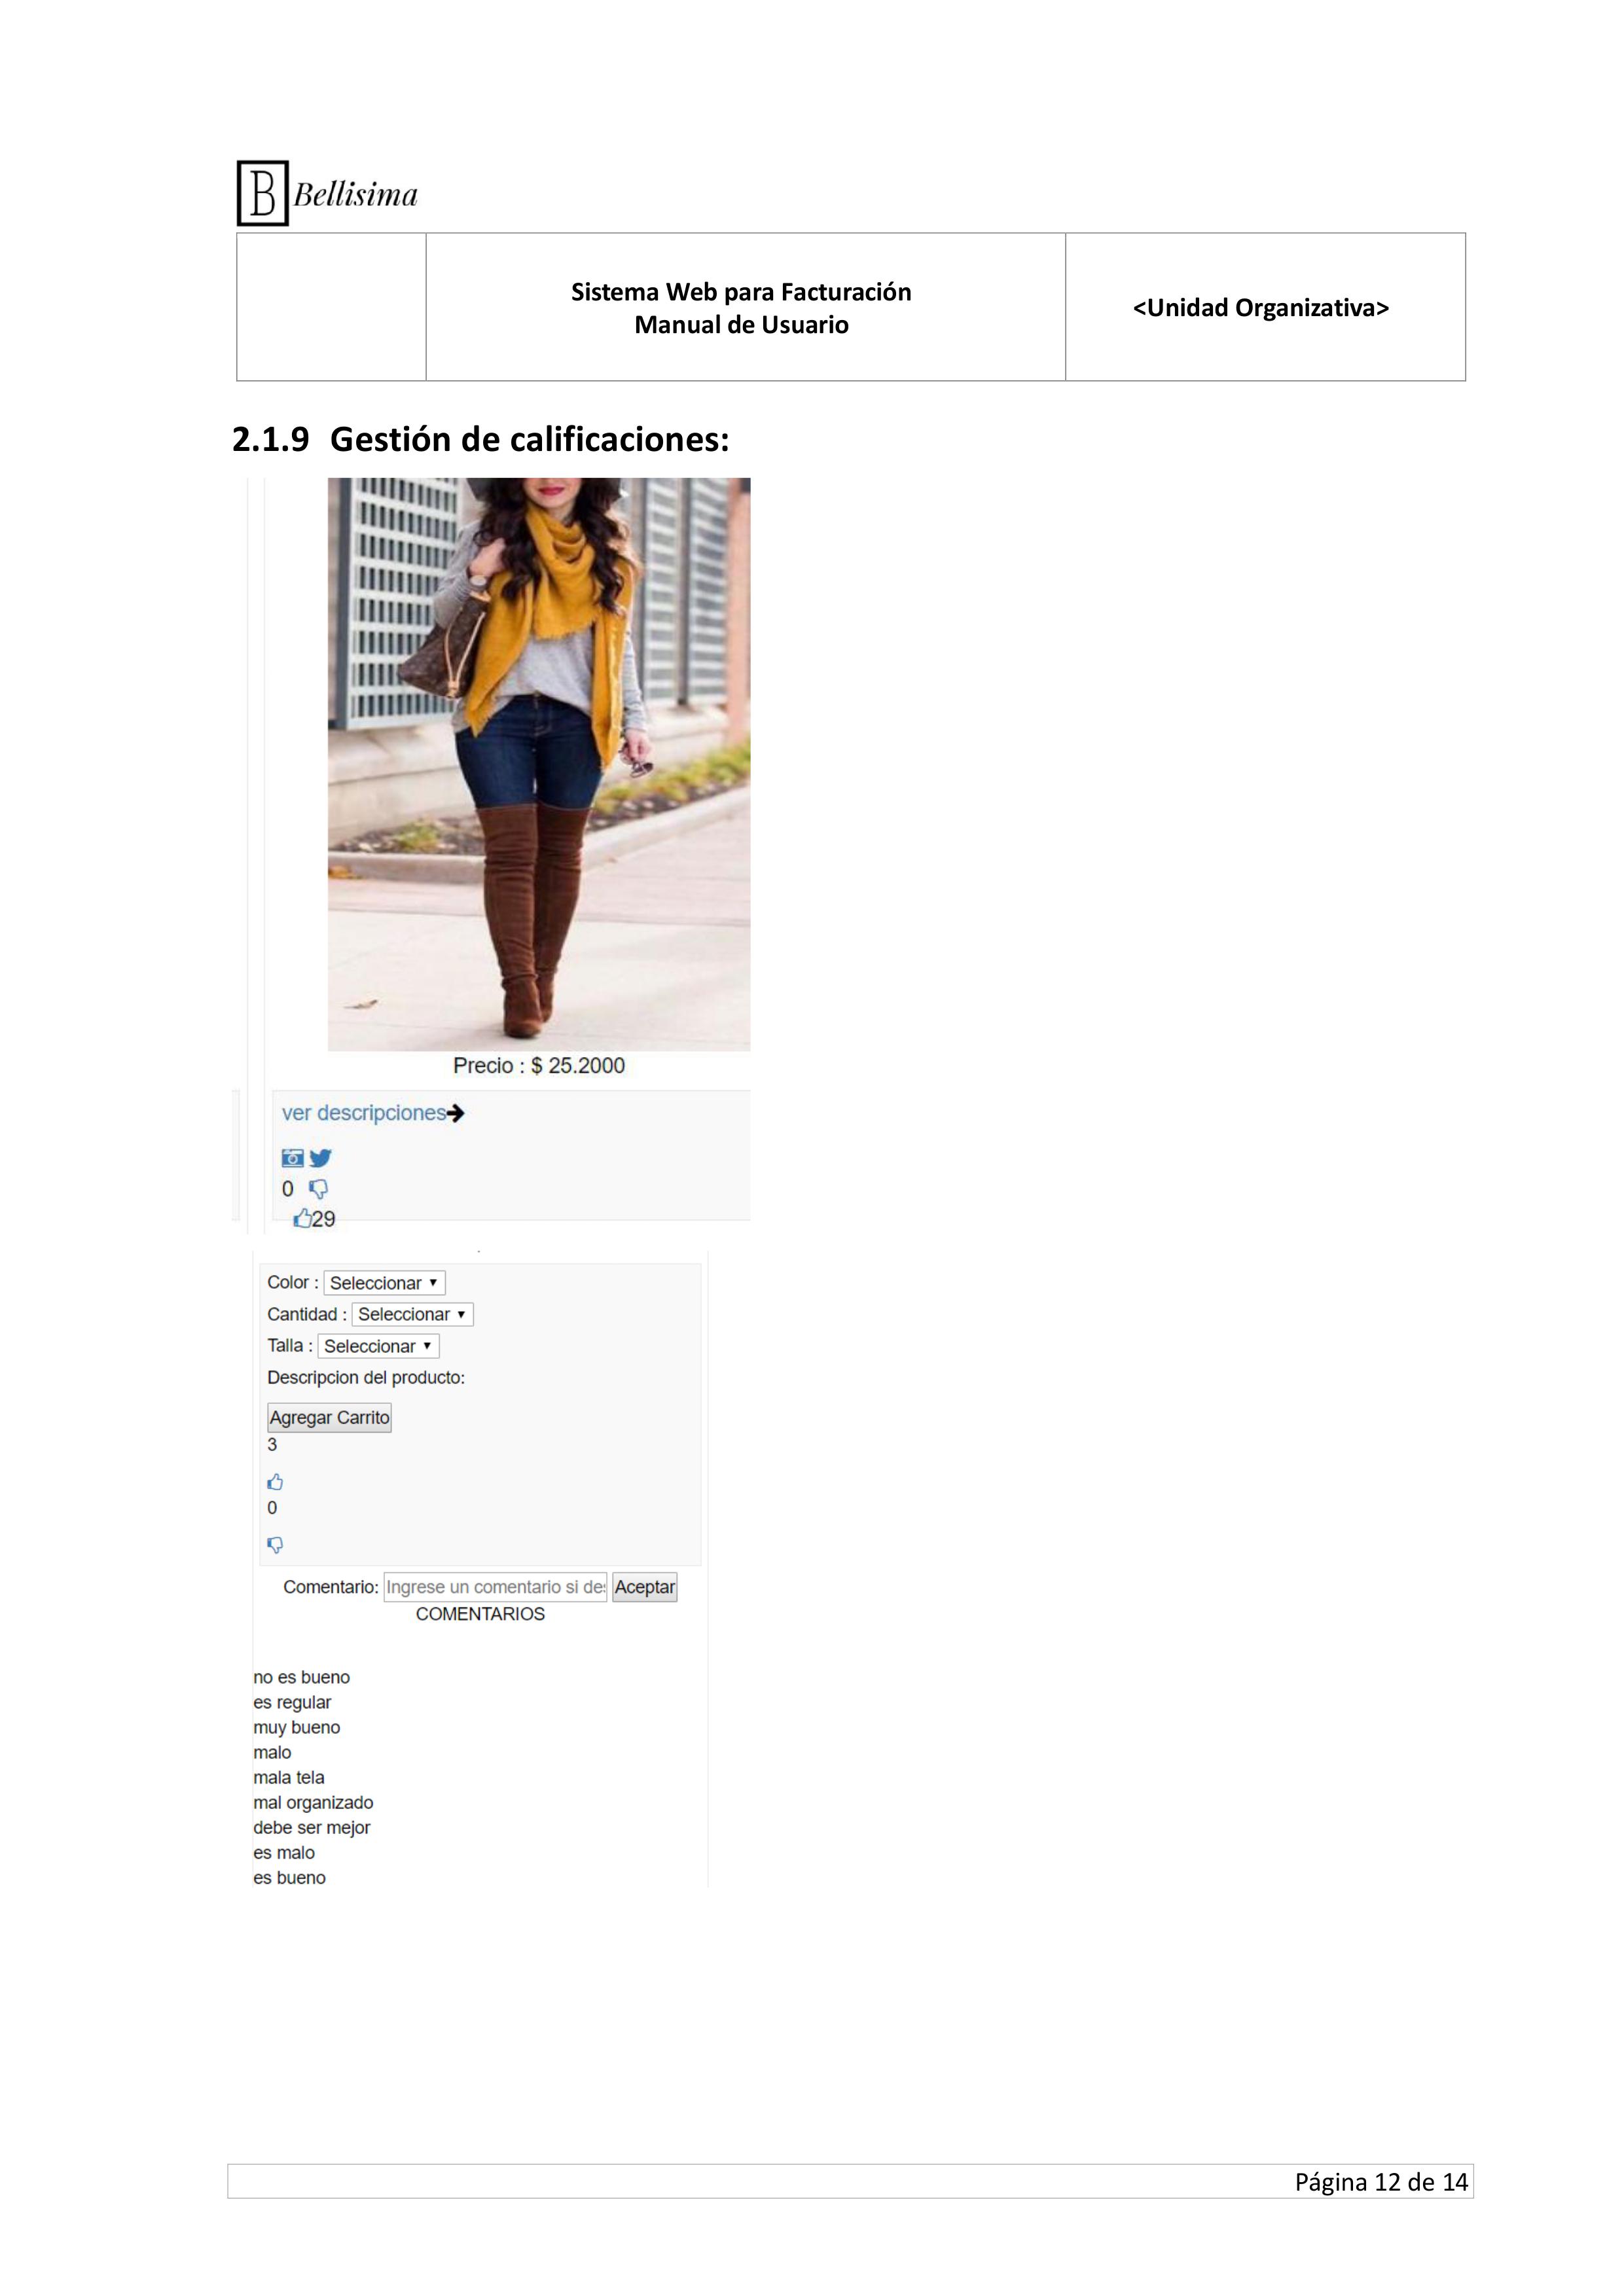 B Bellisima
Sistema Web para Facturación
Manual de Usuario
<Unidad Organizativa>
2.1.9 Gestión de calificaciones:
Precio : $ 25.2000
ver descripciones
0
29
Color : Seleccionar
Cantidad : Seleccionar
Talla : Seleccionar
Descripcion del producto:
Agregar Carrito
3
0
Comentario: Ingrese un comentario si de Aceptar
COMENTARIOS
no es bueno
es regular
muy bueno
malo
mala tela
mal organizado
debe ser mejor
es malo
es bueno
Página 12 de 14